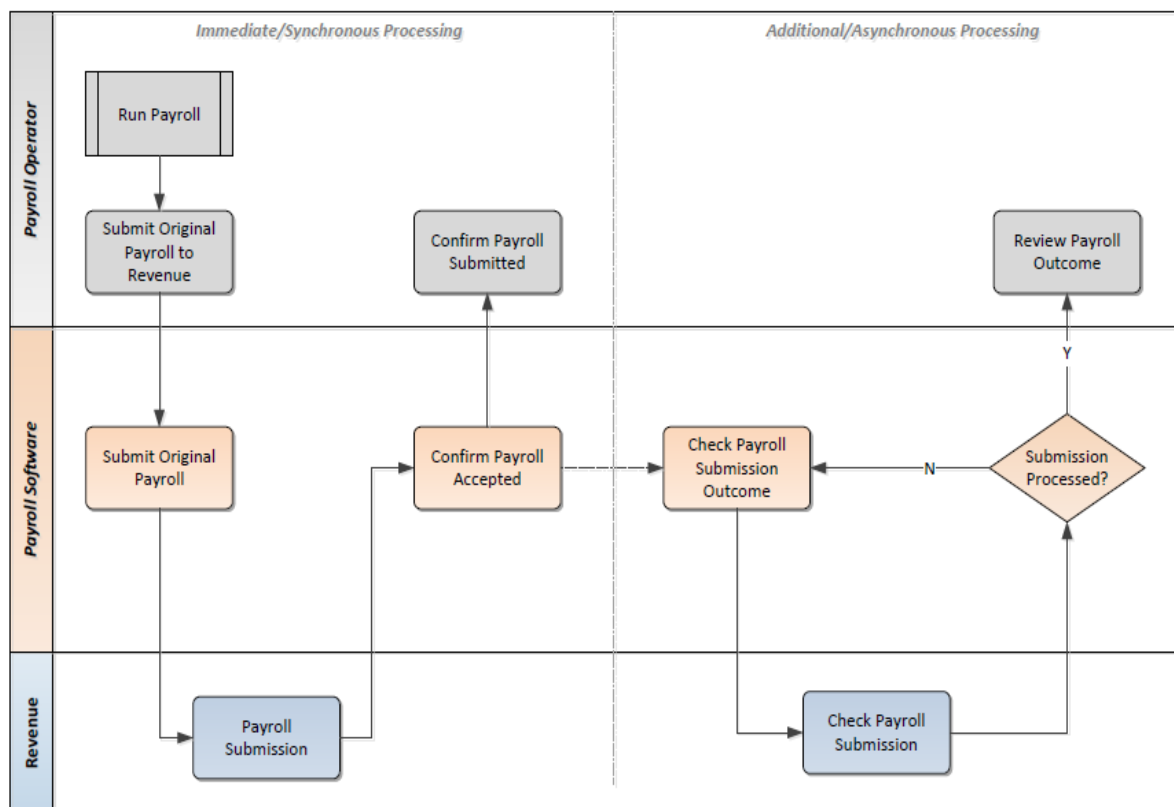 Immediate/Synchronous Processing
Additional/Asynchronous Processing
Payroll Operator
Run Payroll
Submit Original
Payroll to
Revenue
Confirm Payroll
Submitted
Review Payroll
Outcome
Y
Payroll Software
Submit Original
Payroll
Confirm Payroll
Accepted
Check Payroll
Submission
Outcome
N
Submission
Processed?
Revenue
Payroll
Submission
Check Payroll
Submission